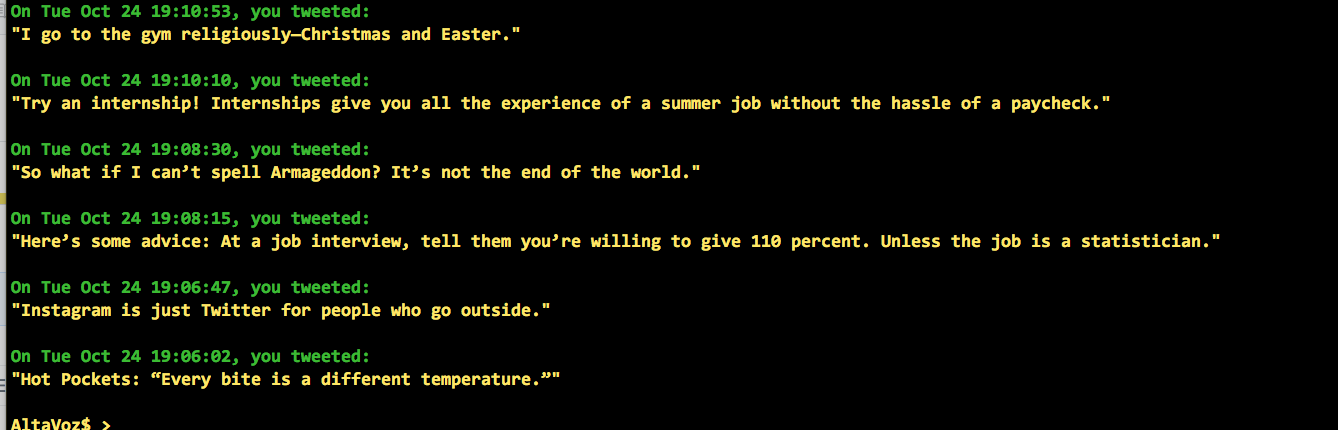 On Tue Oct 24 19:10:53, you tweeted:
"I go to the gym religiously—Christmas and Easter."
On Tue Oct 24 19:10:10, you tweeted:
"Try an internship! Internships give you all the experience of a summer job without the hassle of a paycheck."
On Tue Oct 24 19:08:30, you tweeted:
"So what if I can’t spell Armageddon? It’s not the end of the world."
On Tue Oct 24 19:08:15, you tweeted:
"Here’s some advice: At a job interview, tell them you’re willing to give 110 percent. Unless the job is a statistician."
On Tue Oct 24 19:06:47, you tweeted:
"Instagram is just Twitter for people who go outside."
On Tue Oct 24 19:06:02, you tweeted:
"Hot Pockets: “Every bite is a different temperature.”"
AltaVoz$ >